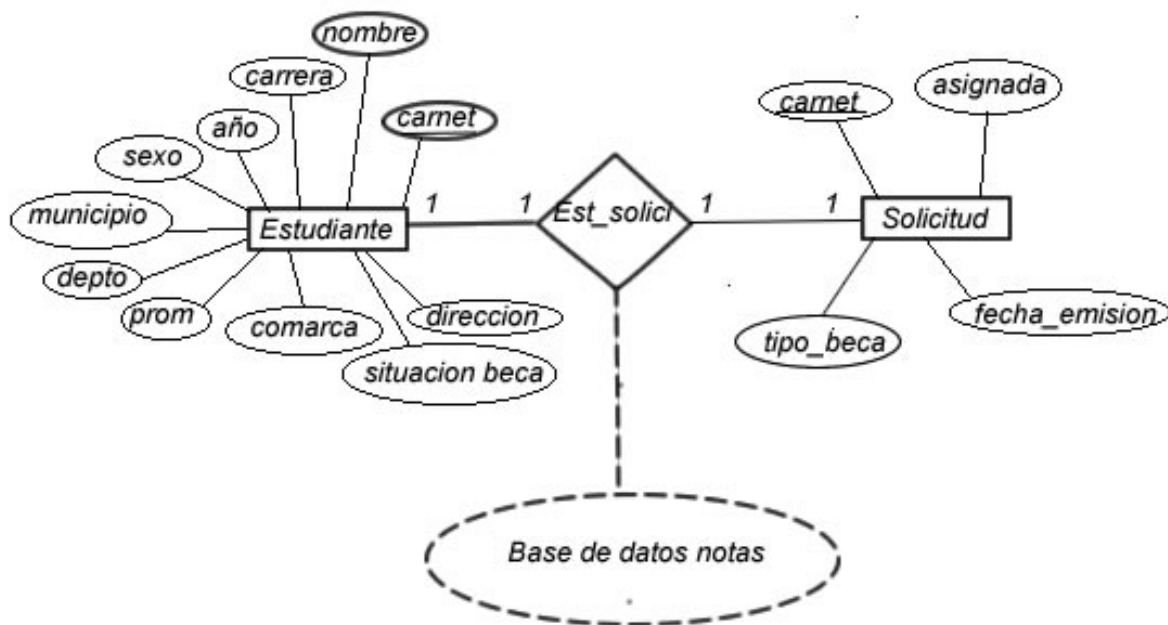 nombre
carrera
carnet
año
sexo
municipio
depto
prom
comarca
direccion
situacion beca
Estudiante
1
1
Est_solici
1
1
Solicitud
carnet
asignada
tipo_beca
fecha_emision
Base de datos notas